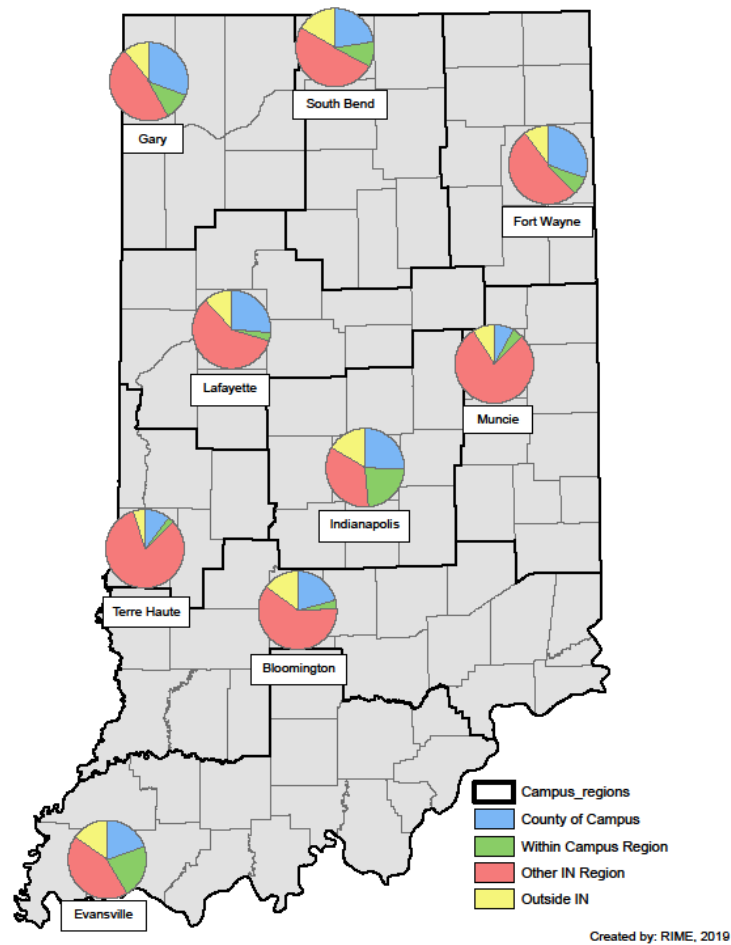 South Bend
Gary
Fort Wayne
Lafayette
Muncie
Indianapolis
Terre Haute
Bloomington
Campus_regions
County of Campus
Within Campus Region
Other IN Region
Outside IN
Evansville
Created by: RIME, 2019